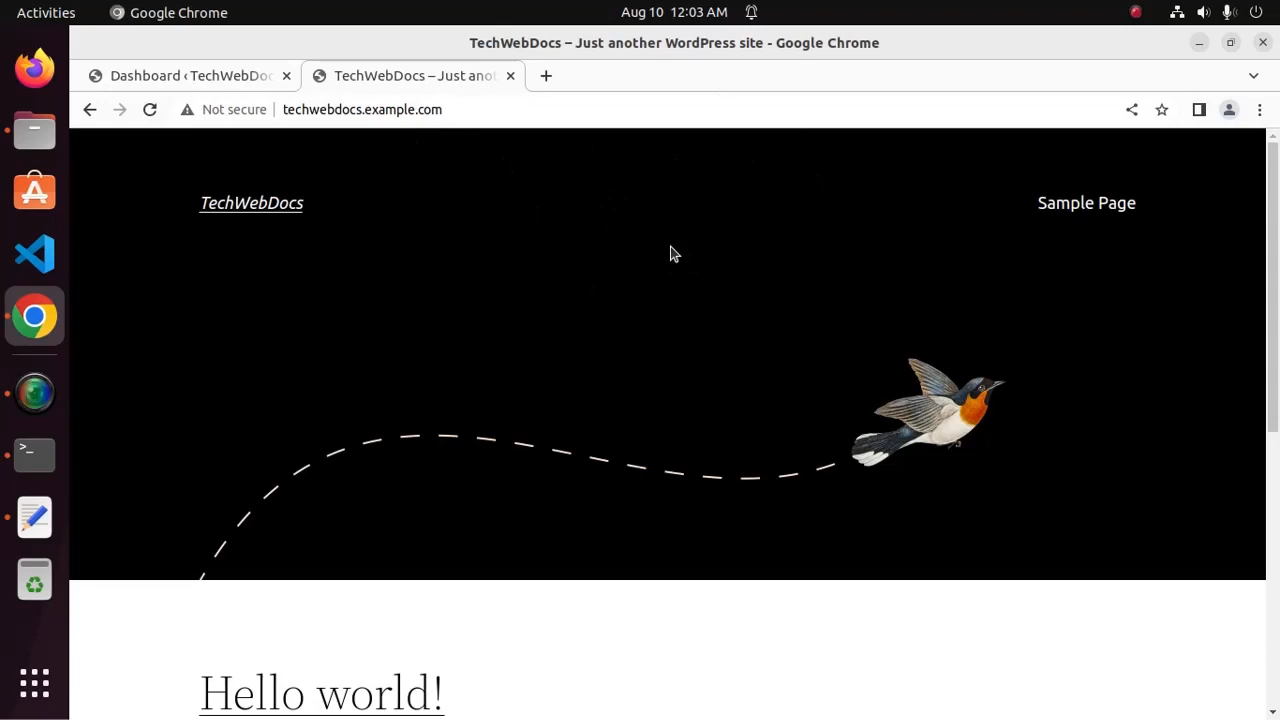 Activities
Google Chrome
Aug 10 12:03 AM
TechWebDocs – Just another WordPress site - Google Chrome
Dashboard ‹ TechWebDoc
TechWebDocs – Just ano
Not secure
techwebdocs.example.com
TechWebDocs
Sample Page
Hello world!